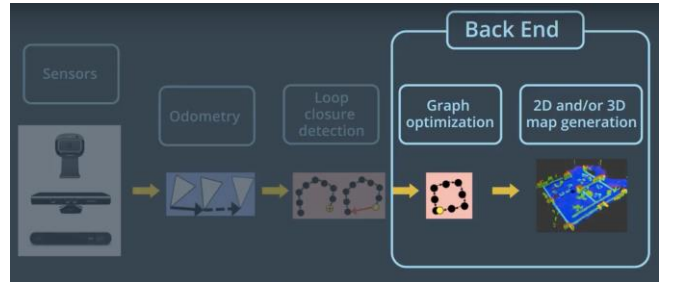 Back End
Sensors
Odometry
Loop
closure
detection
Graph
optimization
2D and/or 3D
map generation